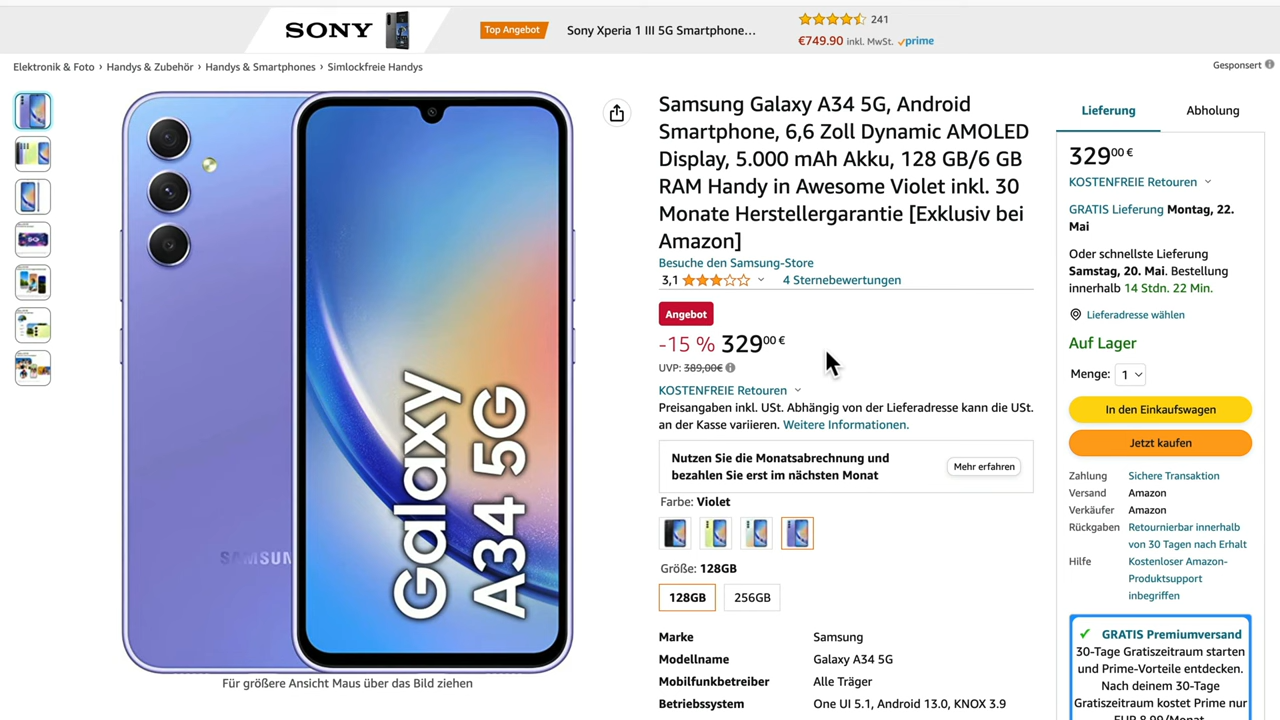 SONY
Top Angebot
Sony Xperia 1 III 5G Smartphone…
241
€749.90 inkl. MwSt. prime
Elektronik & Foto › Handys & Zubehör › Handys & Smartphones › Simlockfreie Handys
Gesponsert
Galaxy
A34 5G
SAMSUN
Für größere Ansicht Maus über das Bild ziehen
Samsung Galaxy A34 5G, Android
Smartphone, 6,6 Zoll Dynamic AMOLED
Display, 5.000 mAh Akku, 128 GB/6 GB
RAM Handy in Awesome Violet inkl. 30
Monate Herstellergarantie [Exklusiv bei
Amazon]
Besuche den Samsung-Store
3,1 4 Sternebewertungen
Angebot
-15 % 32900 €
UVP: 389,00€
KOSTENFREIE Retouren
Preisangaben inkl. USt. Abhängig von der Lieferadresse kann die USt.
an der Kasse variieren. Weitere Informationen.
Nutzen Sie die Monatsabrechnung und
bezahlen Sie erst im nächsten Monat
Mehr erfahren
Farbe: Violet
Größe: 128GB
128GB 256GB
Marke Samsung
Modellname Galaxy A34 5G
Mobilfunkbetreiber Alle Träger
Betriebssystem One UI 5.1, Android 13.0, KNOX 3.9
Lieferung Abholung
32900 €
KOSTENFREIE Retouren
GRATIS Lieferung Montag, 22.
Mai
Oder schnellste Lieferung
Samstag, 20. Mai. Bestellung
innerhalb 14 Stdn. 22 Min.
Lieferadresse wählen
Auf Lager
Menge: 1
In den Einkaufswagen
Jetzt kaufen
Zahlung Sichere Transaktion
Versand Amazon
Verkäufer Amazon
Rückgaben Retournierbar innerhalb
von 30 Tagen nach Erhalt
Hilfe Kostenloser Amazon-
Produktsupport
inbegriffen
GRATIS Premiumversand
30-Tage Gratiszeitraum starten
und Prime-Vorteile entdecken.
Nach deinem 30-Tage
Gratiszeitraum kostet Prime nur
EUR 8,99/Monat